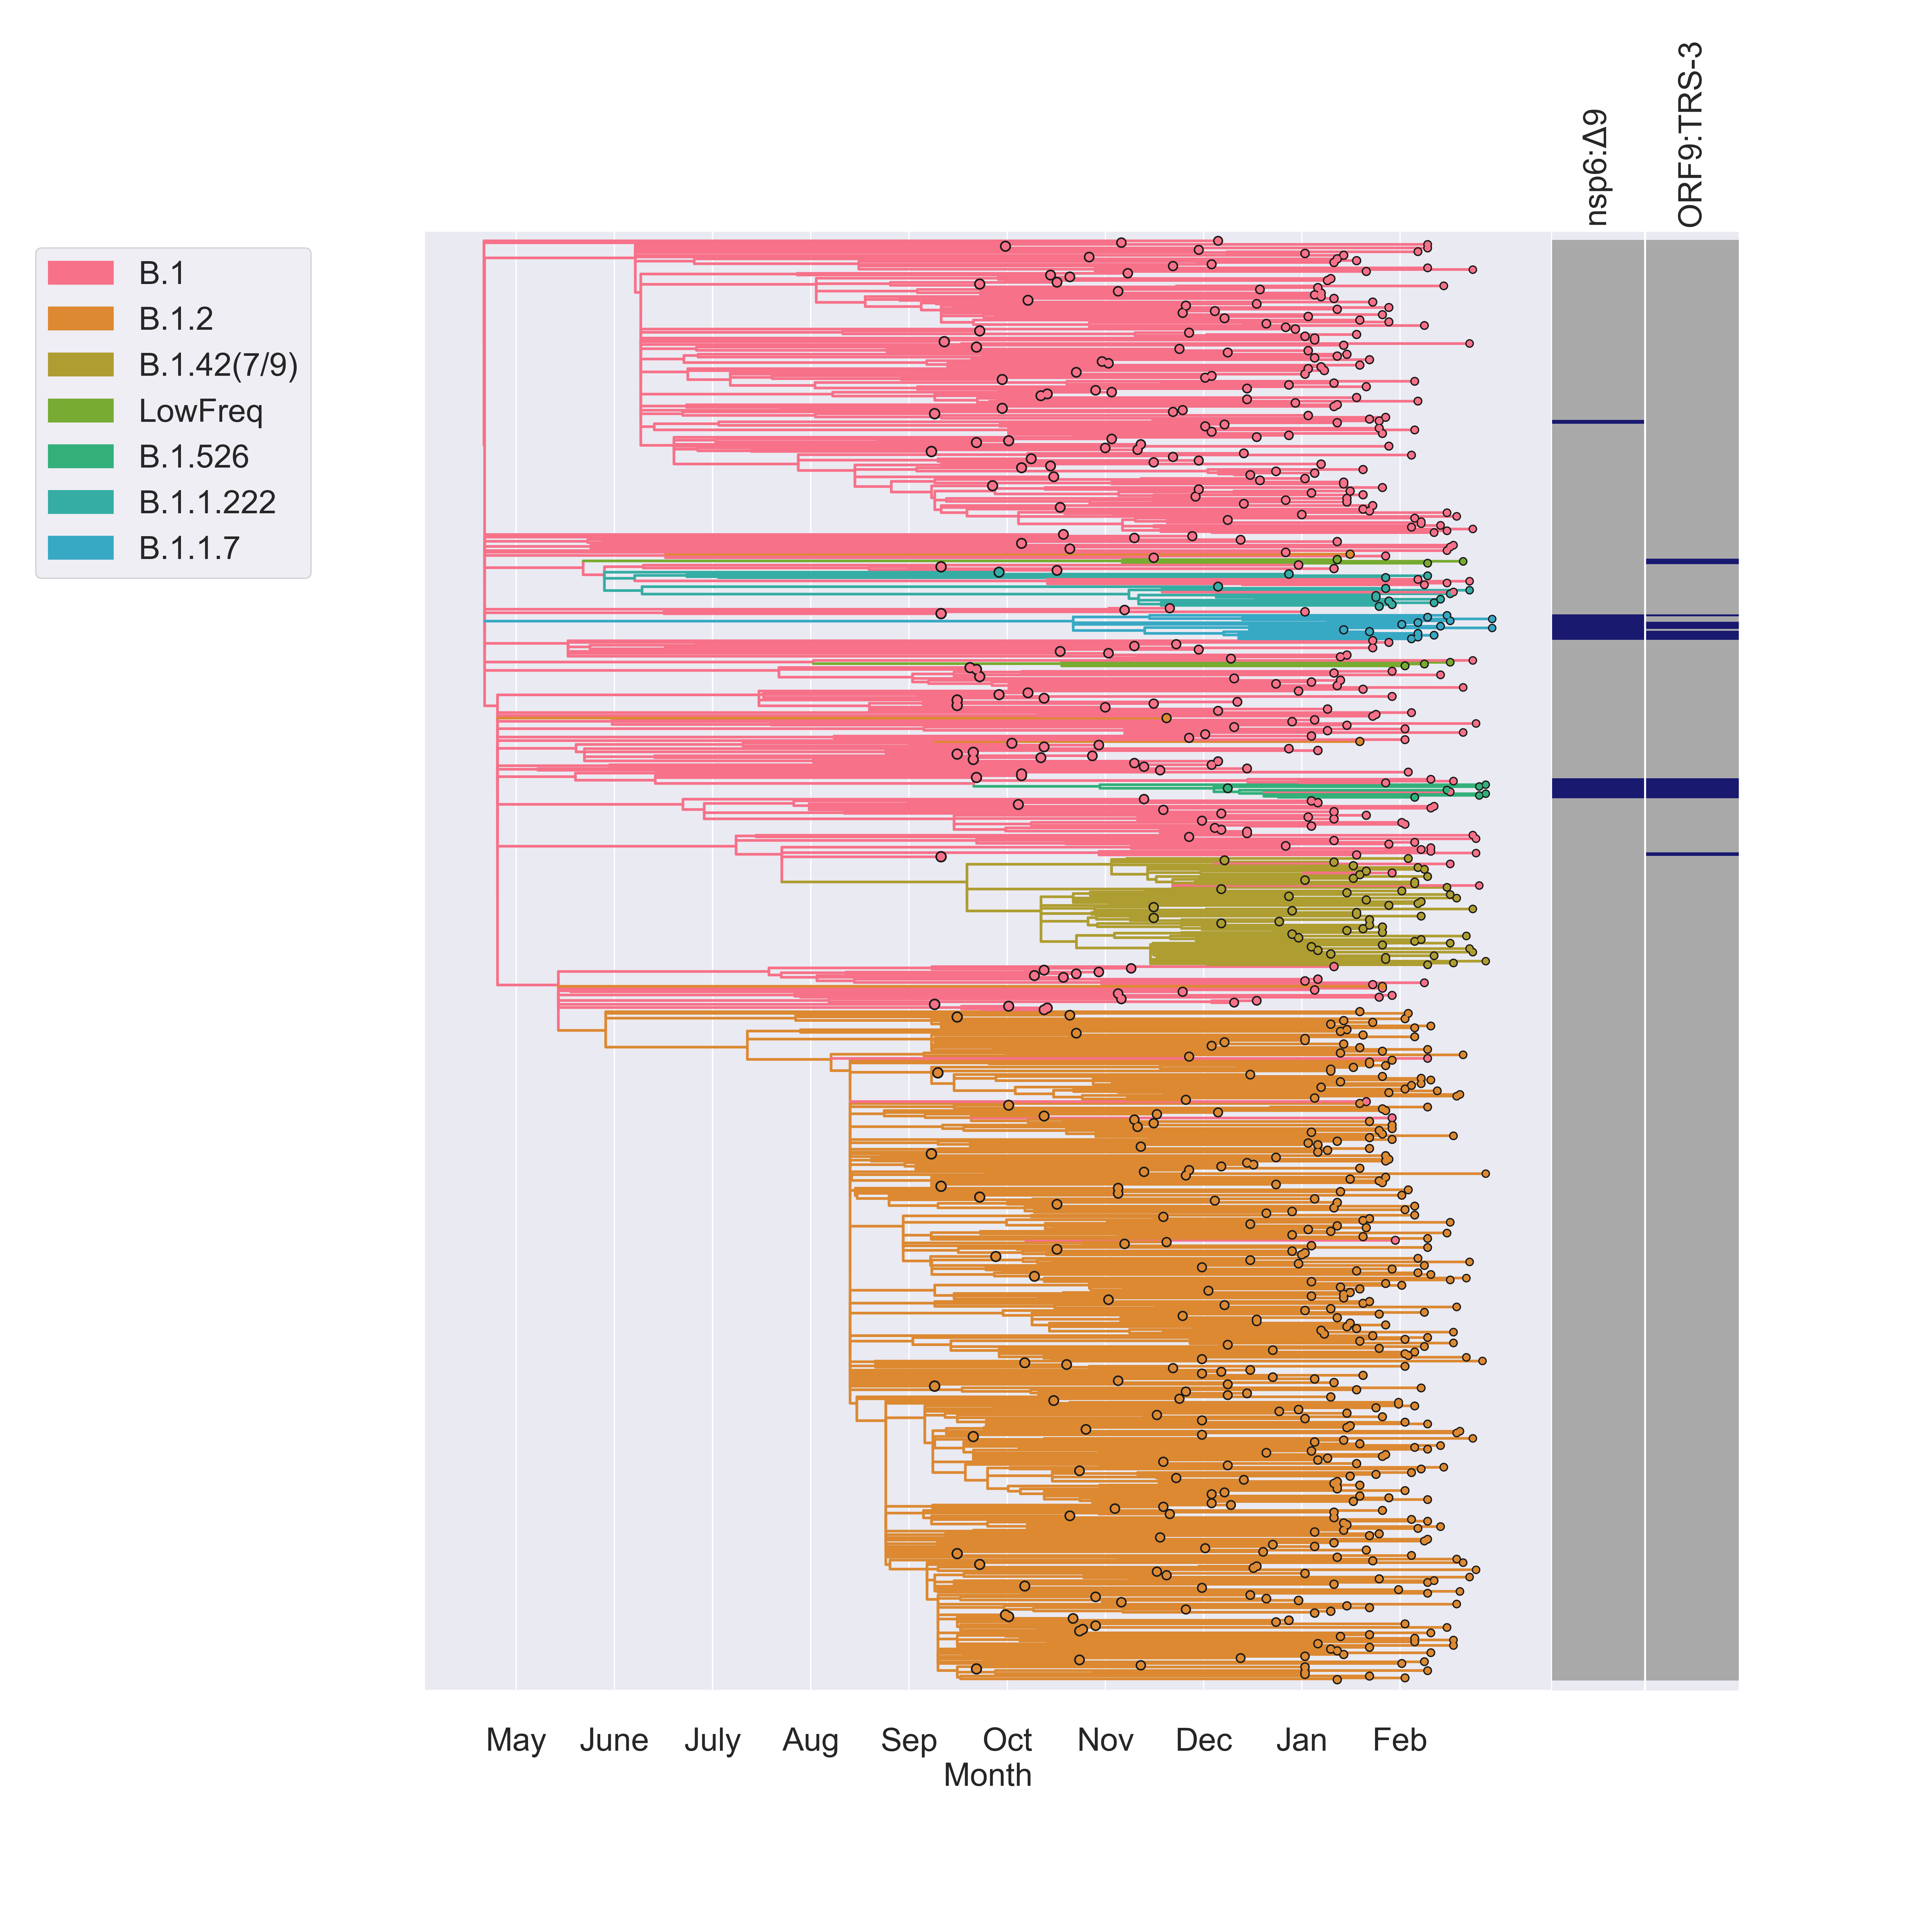 nsp6:Δ9
ORF9:TRS-3
B.1
B.1.2
B.1.42(7/9)
LowFreq
B.1.526
B.1.1.222
B.1.1.7
May June July Aug Sep Oct Nov Dec Jan Feb
Month